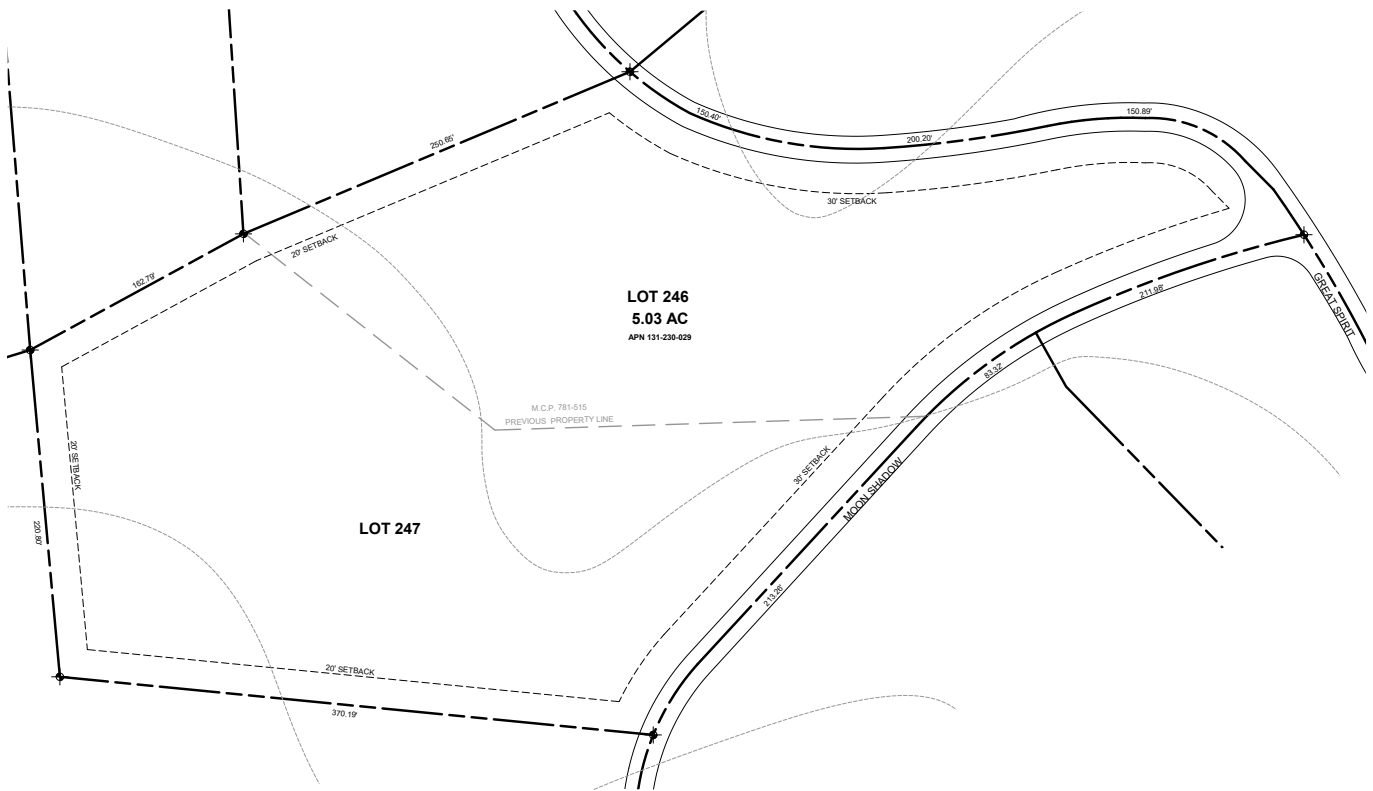 150.40'
150.89'
200.20'
250.65'
30' SETBACK
20' SETBACK
162.79'
LOT 246
5.03 AC
APN 131-230-029
211.98'
GREAT SPIRIT
83.32'
M.C.P. 781-515
PREVIOUS PROPERTY LINE
20' SETBACK
30' SETBACK
MOON SHADOW
220.80'
LOT 247
213.26'
20' SETBACK
370.19'